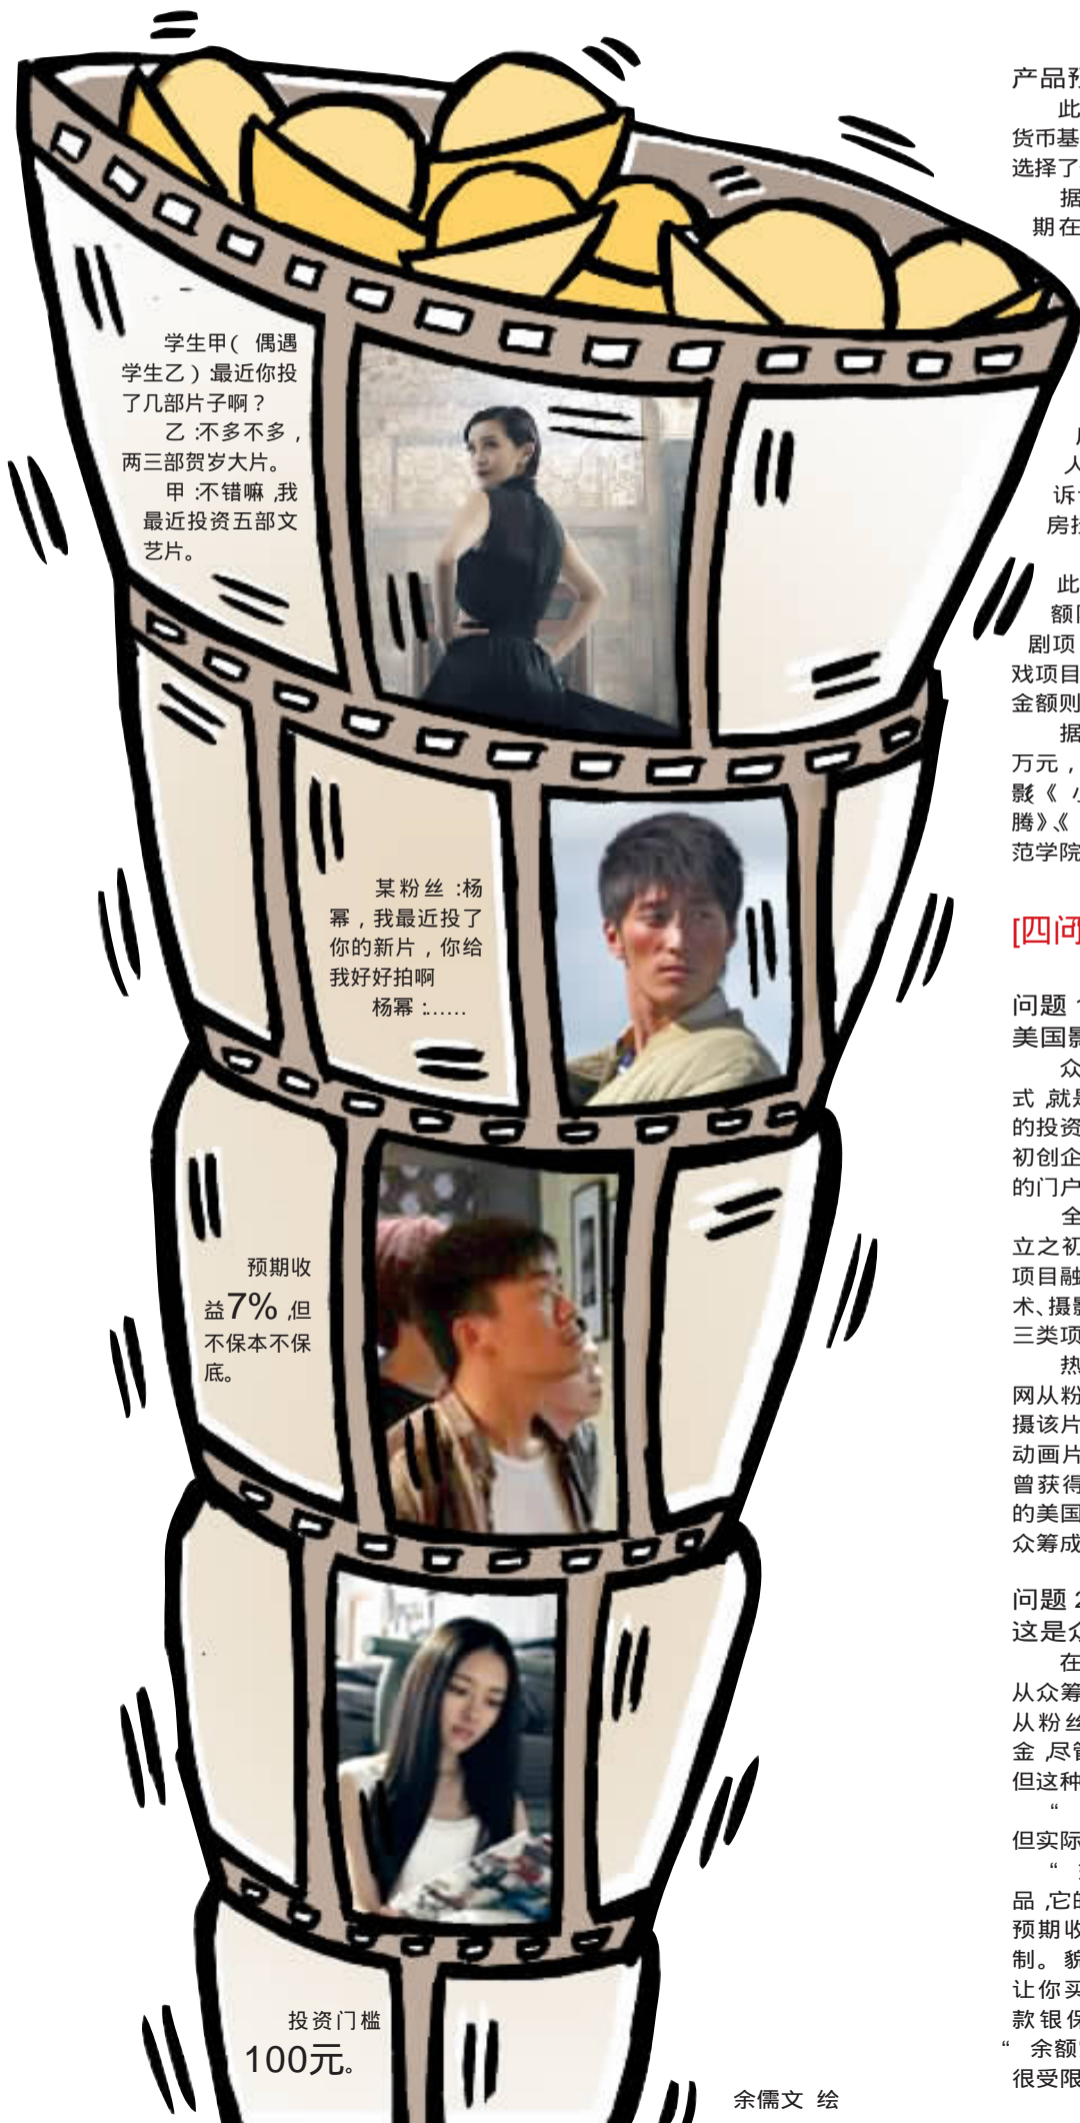 学生甲（偶遇
学生乙）:最近你投
了几部片子啊？
乙:不多不多，
两三部贺岁大片。
甲:不错嘛,我
最近投资五部文
艺片。
某粉丝:杨
幂，我最近投了
你的新片，你给
我好好拍啊
杨幂:……
预期收
益7%,但
不保本不保
底。
投资门槛
100元。
余儒文 绘
产品预
此
货币基
选择了
据
期在
人
诉
房投
此
额
剧项
戏项目
金额则
据
万元，
影《小
腾》、《
范学院
[四问
问题 1
美国影
众
式,就是
的投资
初创企
的门户
全
立之初
项目融
术、摄影
三类项
热
网从粉
摄该片
动画片
曾获得
的美国
众筹成
问题 2
这是众
在
从众筹
从粉丝
金,尽管
但这种
“
但实际
“
品,它的
预期收
制。貌
让你买
款银保
“余额
很受限